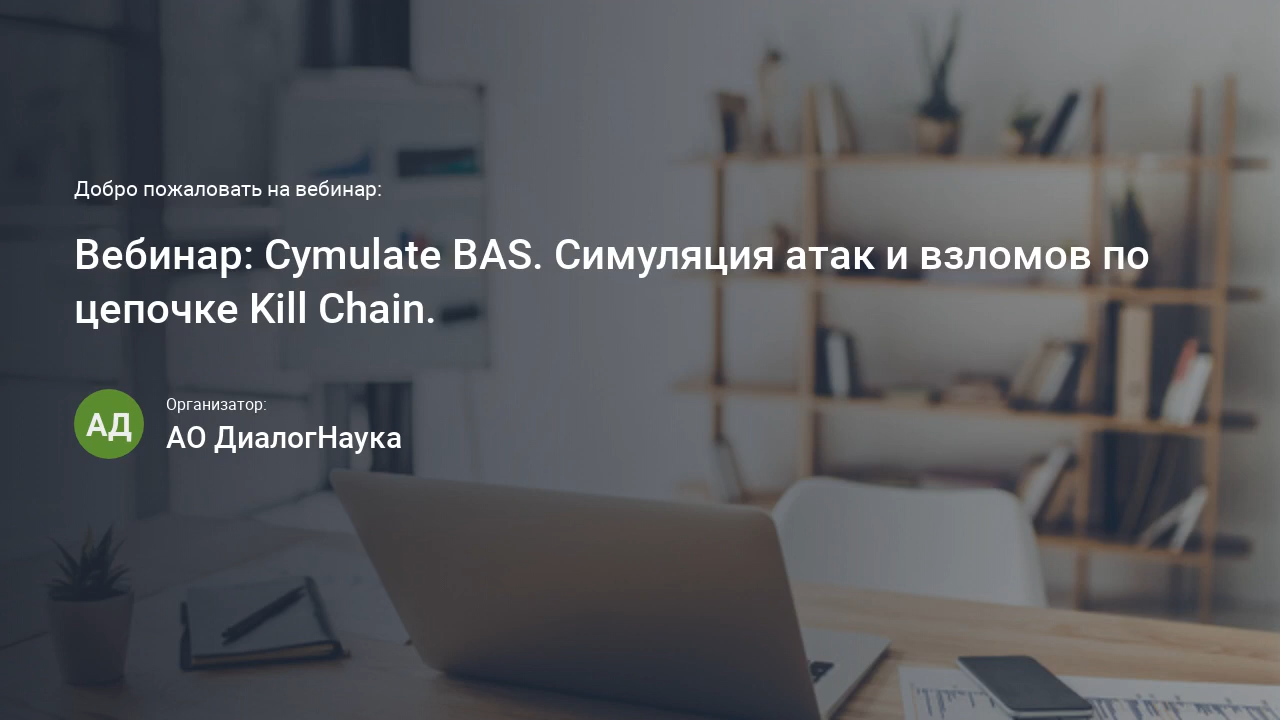 Добро пожаловать на вебинар:
Вебинар: Cymulate BAS. Симуляция атак и взломов по
цепочке Kill Chain.
АД
Организатор:
АО ДиалогНаука